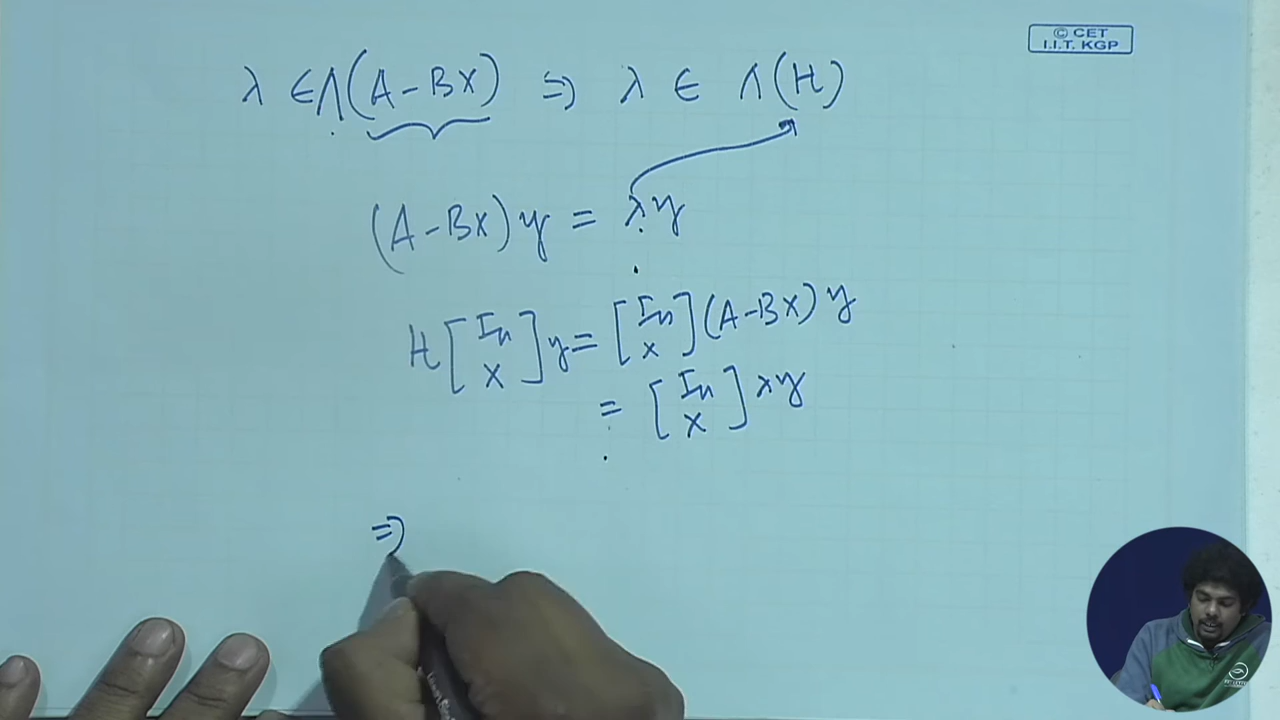 © CET
I.I.T. KGP
λ ∈ Λ(A-BX) ⇒ λ ∈ Λ(H)
(A-BX)y = λy
H[In X]y = [In X](A-BX)y
= [In X]λy
⇒